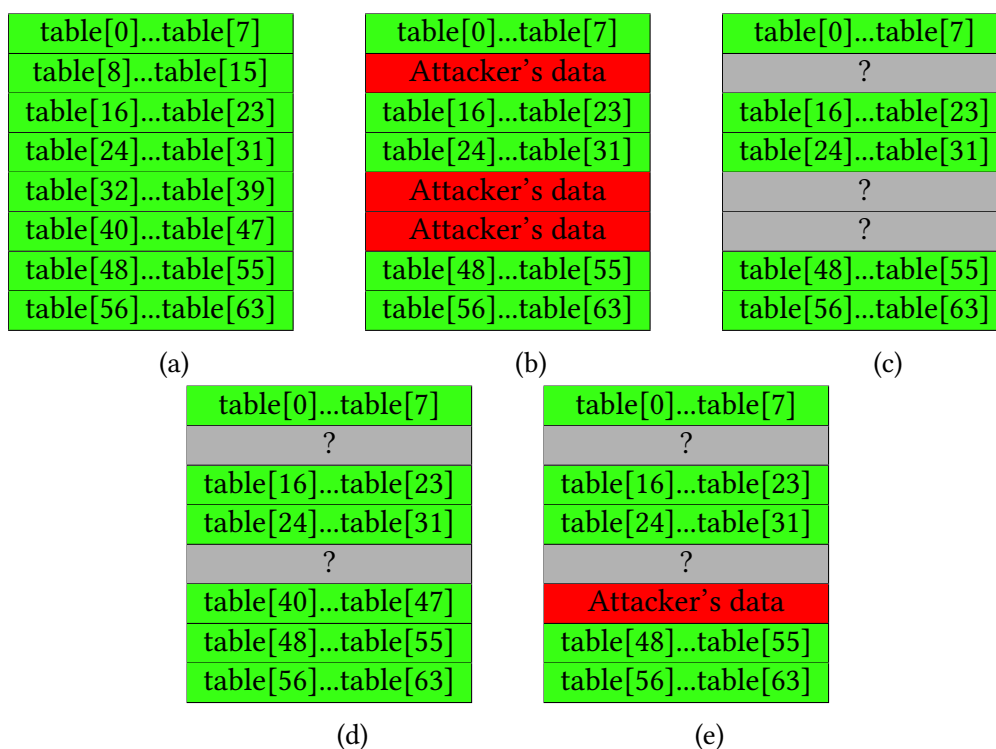 table[0]...table[7]
table[8]...table[15]
table[16]...table[23]
table[24]...table[31]
table[32]...table[39]
table[40]...table[47]
table[48]...table[55]
table[56]...table[63]
(a)
table[0]...table[7]
Attacker's data
table[16]...table[23]
table[24]...table[31]
Attacker's data
Attacker's data
table[48]...table[55]
table[56]...table[63]
(b)
table[0]...table[7]
?
table[16]...table[23]
table[24]...table[31]
?
?
table[48]...table[55]
table[56]...table[63]
(c)
table[0]...table[7]
?
table[16]...table[23]
table[24]...table[31]
?
table[40]...table[47]
table[48]...table[55]
table[56]...table[63]
(d)
table[0]...table[7]
?
table[16]...table[23]
table[24]...table[31]
?
Attacker's data
table[48]...table[55]
table[56]...table[63]
(e)